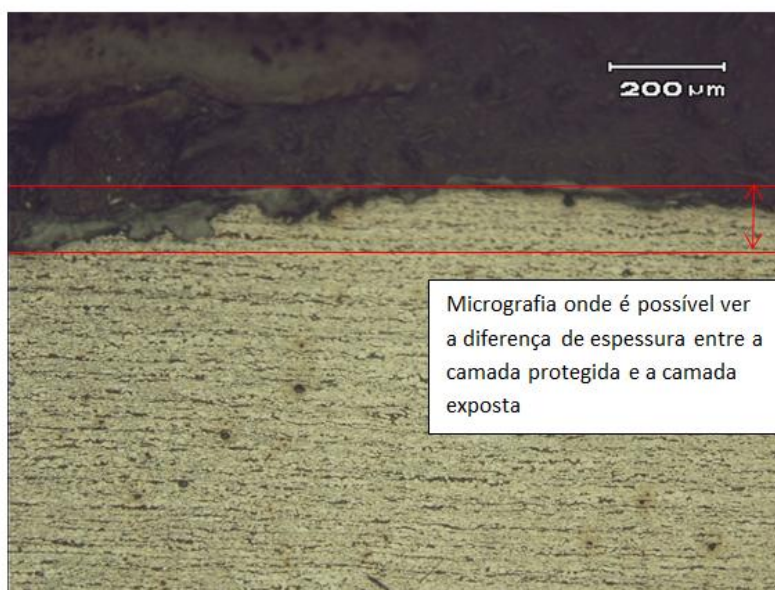 200 µm
Micrografia onde é possível ver
a diferença de espessura entre a
camada protegida e a camada
exposta